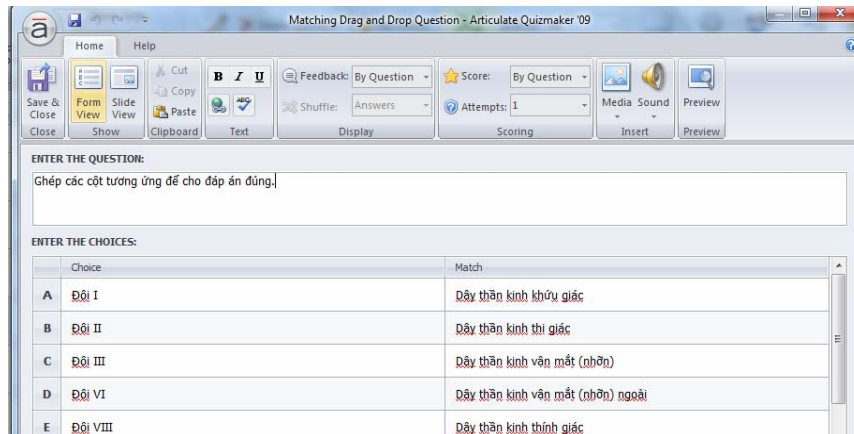 Matching Drag and Drop Question - Articulate Quizmaker '09
Home Help
Save & Close
Form View
Slide View
Cut
Copy
Paste
B I U
ABC
Feedback: By Question
Shuffle: Answers
Score: By Question
Attempts: 1
Media Sound
Preview
Close Show Clipboard Text Display Scoring Insert Preview
ENTER THE QUESTION:
Ghép các cột tương ứng để cho đáp án đúng.
ENTER THE CHOICES:
Choice Match
A Đôi I Dây thần kinh khứu giác
B Đôi II Dây thần kinh thị giác
C Đôi III Dây thần kinh vận mắt (nhỡn)
D Đôi VI Dây thần kinh vận mắt (nhỡn) ngoài
E Đôi VIII Dây thần kinh thính giác